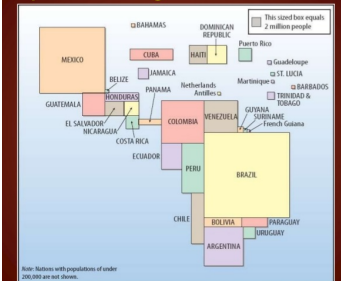 BAHAMAS
DOMINICAN
REPUBLIC
This sized box equals
2 million people
MEXICO
CUBA
HAITI
Puerto Rico
Guadeloupe
BELIZE
JAMAICA
ST. LUCIA
Martinique
BARBADOS
HONDURAS
PANAMA
Netherlands
Antilles
TRINIDAD &
TOBAGO
GUATEMALA
EL SALVADOR
NICARAGUA
COSTA RICA
COLOMBIA
VENEZUELA
GUYANA
SURINAME
French Guiana
ECUADOR
PERU
BRAZIL
CHILE
BOLIVIA
PARAGUAY
URUGUAY
ARGENTINA
Note: Nations with populations of under
200,000 are not shown.